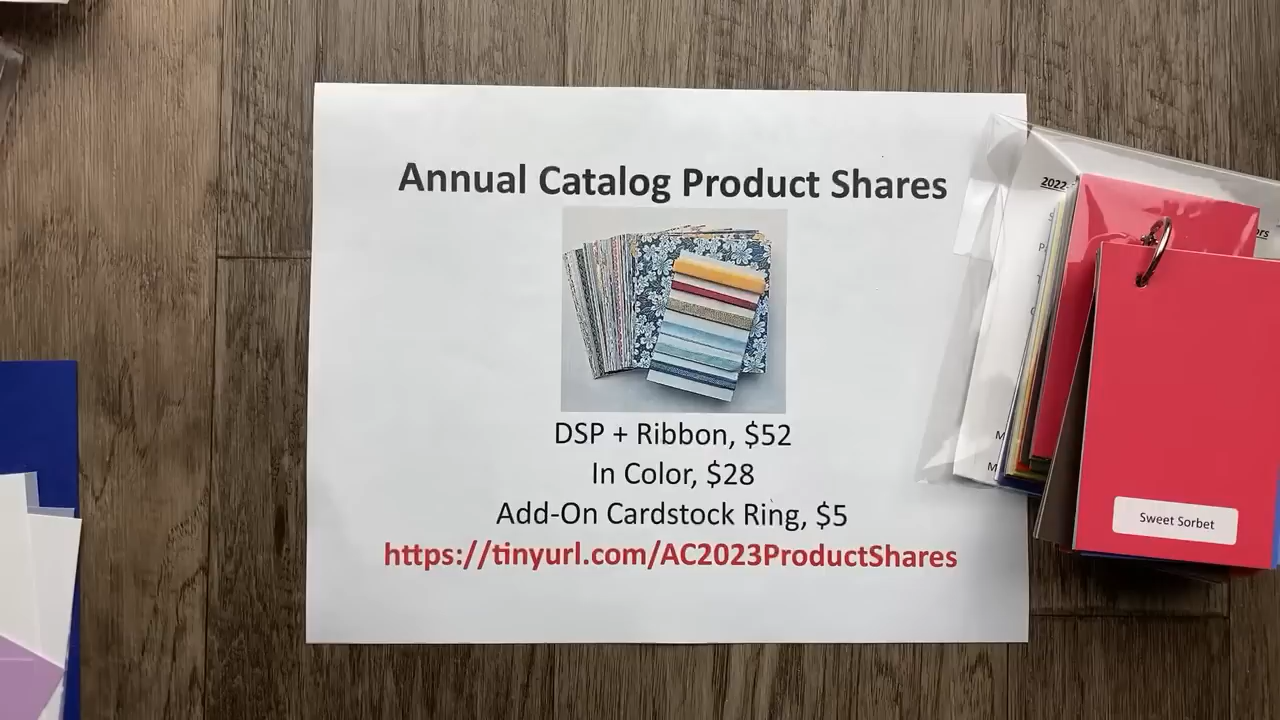 Annual Catalog Product Shares
DSP + Ribbon, $52
In Color, $28
Add-On Cardstock Ring, $5
https://tinyurl.com/AC2023ProductShares
2022-
Sweet Sorbet